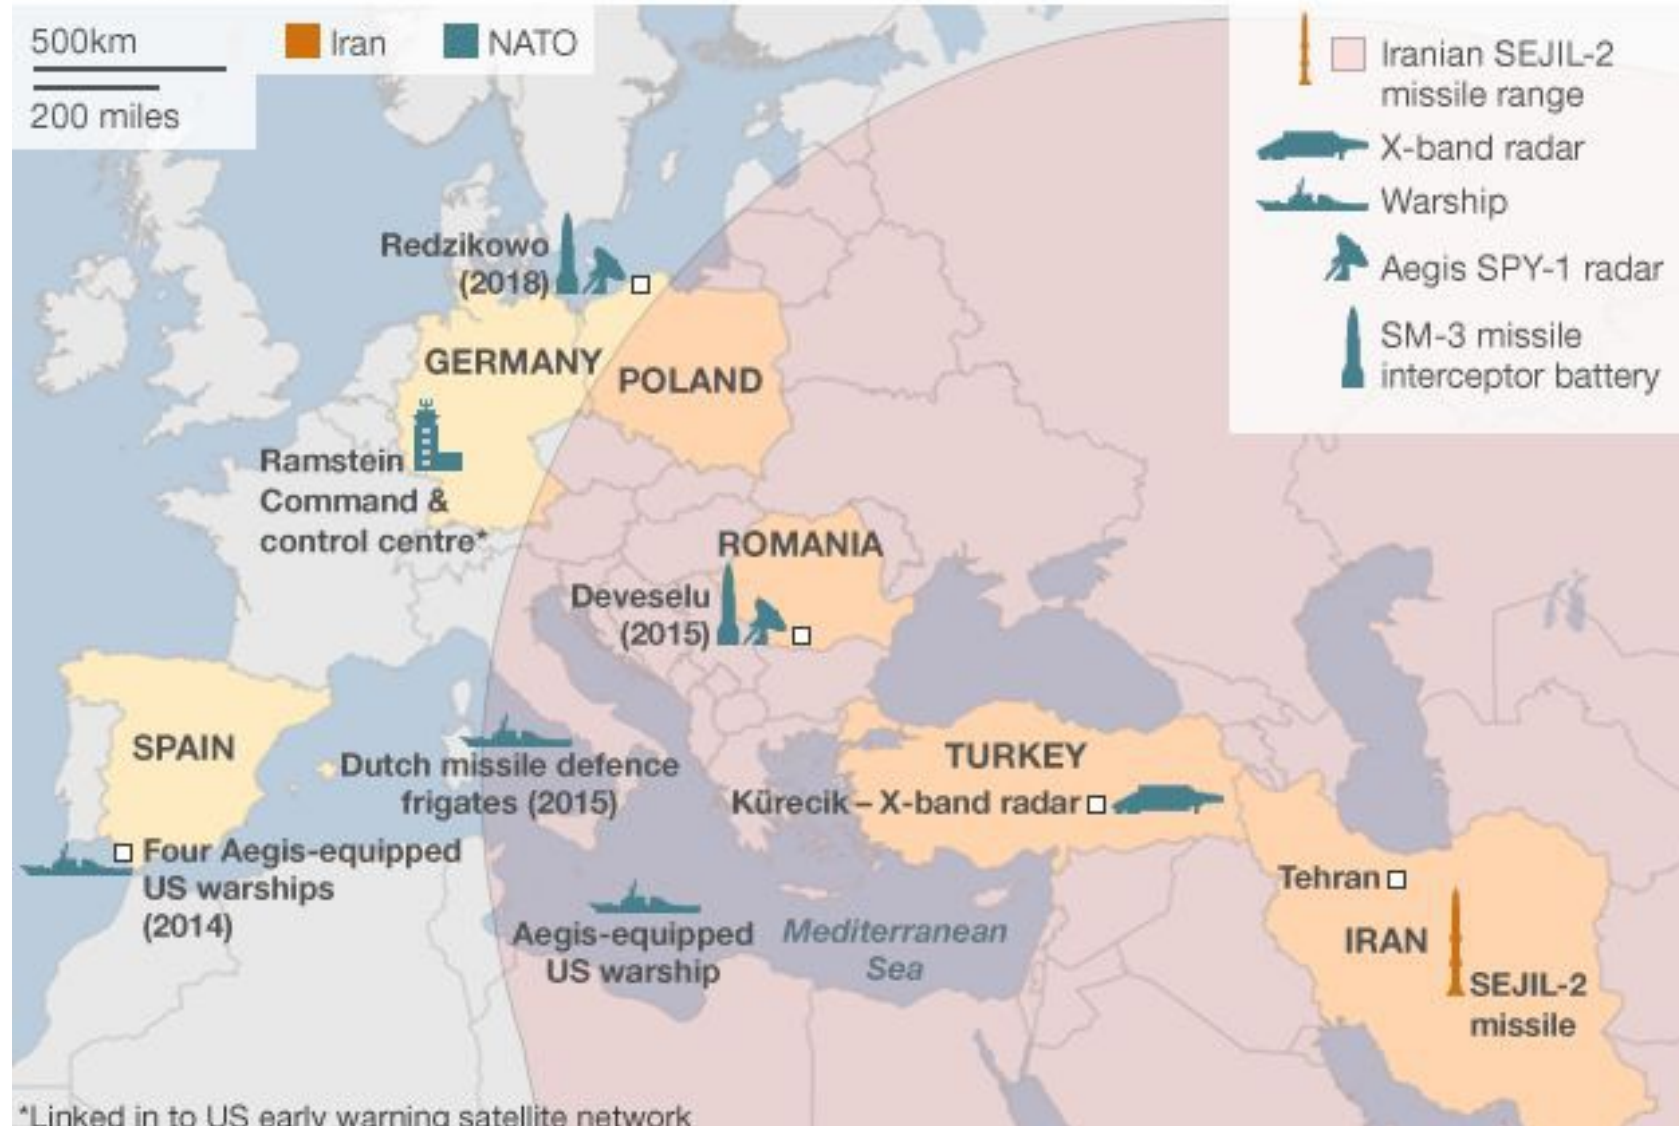 500km
200 miles
Iran
NATO
Iranian SEJIL-2
missile range
X-band radar
Warship
Aegis SPY-1 radar
SM-3 missile
interceptor battery
Redzikowo
(2018)
GERMANY
POLAND
Ramstein
Command &
control centre*
ROMANIA
Deveselu
(2015)
SPAIN
Dutch missile defence
frigates (2015)
TURKEY
Kürecik – X-band radar
Four Aegis-equipped
US warships
(2014)
Tehran
Aegis-equipped
US warship
Mediterranean
Sea
IRAN
SEJIL-2
missile
*Linked in to US early warning satellite network